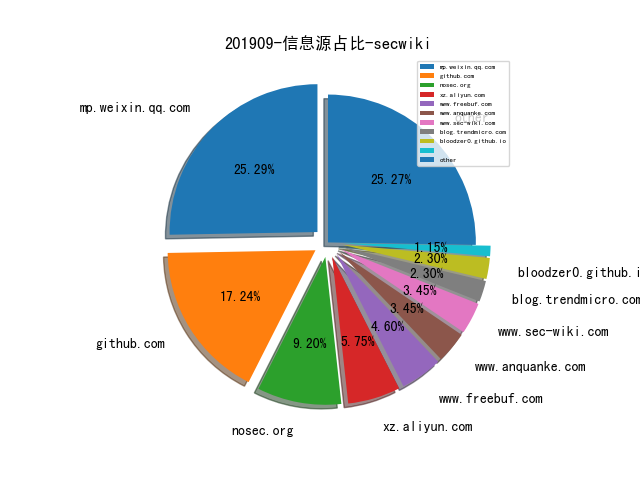 201909-信息源占比-secwiki
mp.weixin.qq.com
github.com
nosec.org
xz.aliyun.com
www.freebuf.com
www.anquanke.com
www.sec-wiki.com
blog.trendmicro.com
bloodzer0.github.io
other
other
mp.weixin.qq.com
25.29%
25.27%
1.15%
2.30%
bloodzer0.github.i
2.30%
blog.trendmicro.com
3.45%
17.24%
3.45%
www.sec-wiki.com
4.60%
github.com
9.20%
5.75%
www.anquanke.com
www.freebuf.com
xz.aliyun.com
nosec.org